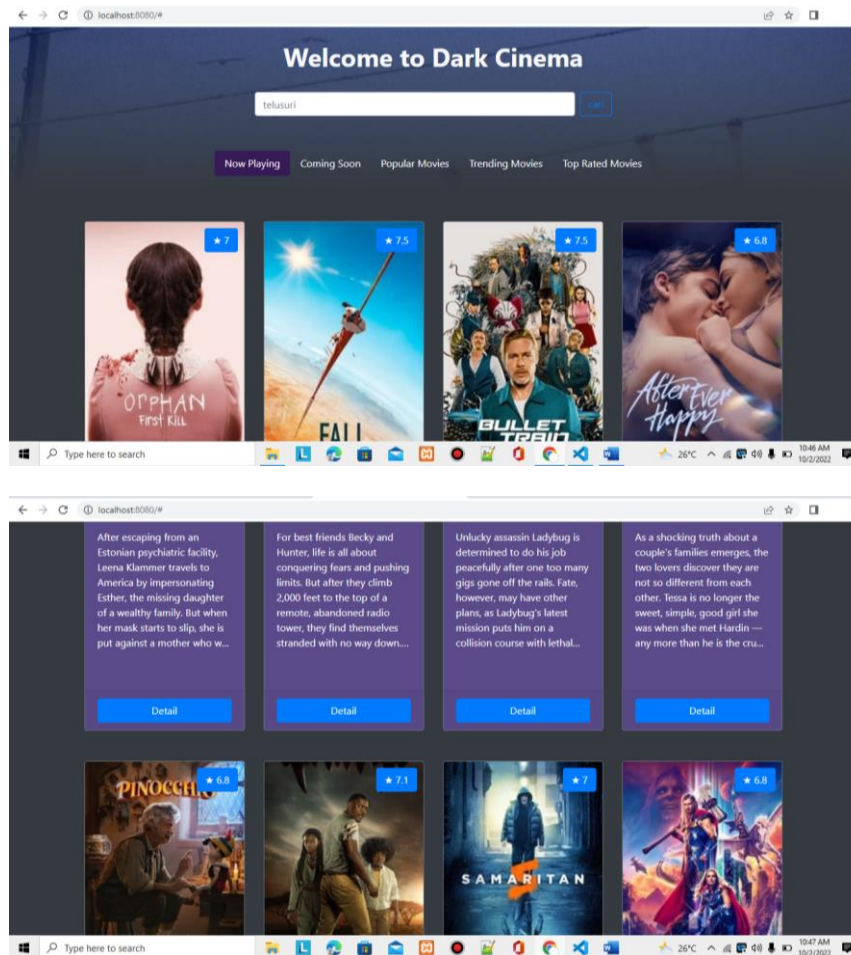 localhost:8080/#
Welcome to Dark Cinema
telusuri
cari
Now Playing Coming Soon Popular Movies Trending Movies Top Rated Movies
★ 7 ★ 7.5 ★ 7.5 ★ 6.8
ORPHAN
FIRST KILL
FALL
BULLET
TRAIN
After Ever
Happy
Type here to search
26°C
10:46 AM
10/2/2022
localhost:8080/#
After escaping from an
Estonian psychiatric facility,
Leena Klammer travels to
America by impersonating
Esther, the missing daughter
of a wealthy family. But when
her mask starts to slip, she is
put against a mother who w...
For best friends Becky and
Hunter, life is all about
conquering fears and pushing
limits. But after they climb
2,000 feet to the top of a
remote, abandoned radio
tower, they find themselves
stranded with no way down....
Unlucky assassin Ladybug is
determined to do his job
peacefully after one too many
gigs gone off the rails. Fate,
however, may have other
plans, as Ladybug's latest
mission puts him on a
collision course with lethal...
As a shocking truth about a
couple's families emerges, the
two lovers discover they are
not so different from each
other. Tessa is no longer the
sweet, simple, good girl she
was when she met Hardin —
any more than he is the cru...
Detail Detail Detail Detail
★ 6.8 ★ 7.1 ★ 7 ★ 6.8
PINOCCHIO
SAMARITAN
Type here to search
26°C
10:47 AM
10/2/2022